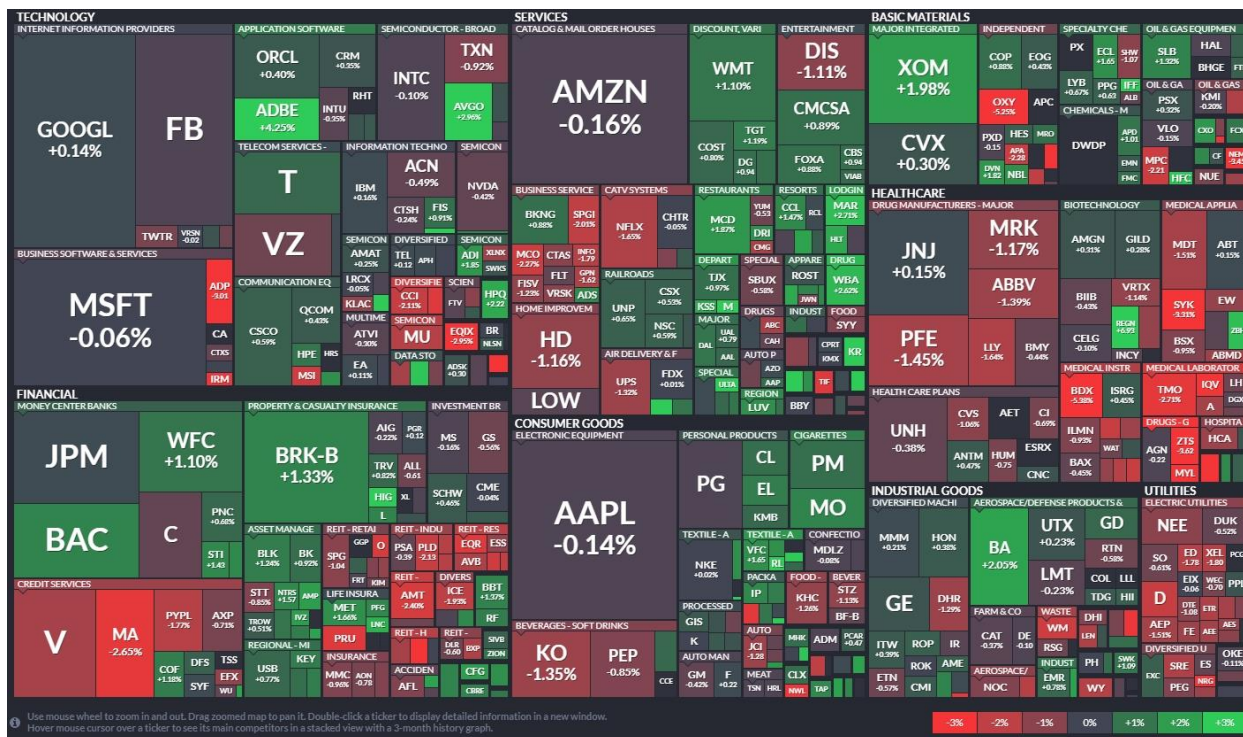 TECHNOLOGY
INTERNET INFORMATION PROVIDERS
GOOGL
+0.14%
FB
TWTR
VRSN
-0.02
APPLICATION SOFTWARE
ORCL
+0.40%
CRM
+0.35%
ADBE
+4.25%
INTU
-0.25%
RHT
SEMICONDUCTOR - BROAD
INTC
-0.10%
TXN
-0.92%
AVGO
+2.96%
TELECOM SERVICES -
T
VZ
INFORMATION TECHNO
IBM
+0.16%
ACN
-0.49%
CTSH
-0.24%
FIS
+0.91%
SEMICON
NVDA
-0.42%
BUSINESS SOFTWARE & SERVICES
MSFT
-0.06%
ADP
-3.01
CA
CTXS
IRM
COMMUNICATION EQ
CSCO
+0.59%
QCOM
+0.43%
HPE
HRS
MSI
SEMICON
AMAT
+0.25%
LRCX
-0.05%
KLAC
DIVERSIFIED
TEL
+0.12
APH
SEMICON
ADI
+1.85
XLNX
SWKS
DIVERSIFIE
CCI
-2.11%
SCIEN
FTV
HPQ
+2.22
MULTIME
ATVI
-0.30%
EA
+0.11%
SEMICON
MU
EQIX
-2.95%
BR
NLSN
DATA STO
ADSK
+0.30
SERVICES
CATALOG & MAIL ORDER HOUSES
AMZN
-0.16%
DISCOUNT, VARI
WMT
+1.10%
COST
+0.80%
TGT
+1.19%
DG
+0.94
ENTERTAINMENT
DIS
-1.11%
CMCSA
+0.89%
FOXA
+0.88%
CBS
+0.94
VIAB
BUSINESS SERVICE
BKNG
+0.88%
SPGI
-2.01%
MCO
-2.27%
CTAS
INFO
-1.79
FISV
-1.23%
FLT
GPN
-1.62
VRSK
ADS
CATV SYSTEMS
NFLX
-1.65%
CHTR
-0.05%
RESTAURANTS
MCD
+1.87%
YUM
-0.53
DRI
CMG
RESORTS
CCL
+1.47%
RCL
LODGIN
MAR
+2.71%
HLT
RAILROADS
UNP
+0.65%
CSX
+0.53%
NSC
+0.59%
DEPART
TJX
+0.97%
KSS
M
SPECIAL
SBUX
-0.58%
APPARE
ROST
JWN
DRUG
WBA
+2.62%
HOME IMPROVEM
HD
-1.16%
LOW
MAJOR
DAL
UAL
+0.79
AAL
DRUGS
ABC
CAH
INDUST
CPRT
KMX
FOOD
SYY
KR
AIR DELIVERY & F
UPS
-1.32%
FDX
+0.01%
SPECIAL
ULTA
AUTO P
AZO
AAP
TIF
REGION
LUV
BBY
BASIC MATERIALS
MAJOR INTEGRATED
XOM
+1.98%
CVX
+0.30%
INDEPENDENT
COP
+0.88%
EOG
+0.43%
OXY
-5.25%
APC
PXD
-0.15
HES
MRO
APA
-2.28
DVN
+1.82
NBL
SPECIALTY CHE
PX
ECL
+1.65
SHW
-1.07
LYB
+0.67%
PPG
+0.63
IFF
ALB
OIL & GAS EQUIPMEN
SLB
+1.92%
HAL
BHGE
CHEMICALS - M
DWDP
APD
+1.01
EMN
FMC
OIL & GA
PSX
+0.32%
VLO
-0.15%
MPC
-2.21
HFC
OIL & GAS
KMI
-0.20%
CXO
FCX
CF
NEM
NUE
HEALTHCARE
DRUG MANUFACTURERS - MAJOR
JNJ
+0.15%
MRK
-1.17%
ABBV
-1.39%
PFE
-1.45%
LLY
-1.64%
BMY
-0.44%
BIOTECHNOLOGY
AMGN
+0.31%
GILD
+0.28%
BIIB
-0.43%
VRTX
-1.14%
CELG
-0.10%
REGN
+6.93
INCY
MEDICAL APPLIA
MDT
-1.51%
ABT
+0.15%
SYK
-3.31%
EW
BSX
-0.95%
ZBH
ABMD
HEALTH CARE PLANS
UNH
-0.38%
CVS
-1.06%
AET
CI
-0.69%
ANTM
+0.47%
HUM
-0.75
ESRX
CNC
MEDICAL INSTR
BDX
-5.38%
ISRG
+0.45%
ILMN
-0.93%
WAT
BAX
-0.45%
MEDICAL LABORATOR
TMO
-2.71%
IQV
LH
A
DGX
DRUGS - G
AGN
-0.22
ZTS
-3.62
MYL
HOSPITA
HCA
FINANCIAL
MONEY CENTER BANKS
JPM
WFC
+1.10%
BAC
C
PNC
+0.60%
STI
+1.43
PROPERTY & CASUALTY INSURANCE
BRK-B
+1.33%
AIG
-0.22%
PGR
+0.12
TRV
+0.82%
ALL
-0.61
HIG
XL
L
INVESTMENT BR
MS
-0.16%
GS
-0.56%
SCHW
+0.46%
CME
-0.04%
ASSET MANAGE
BLK
+1.24%
BK
+0.92%
STT
-0.85%
NTRS
+1.57
AMP
TROW
+0.51%
IVZ
REIT - RETAI
SPG
-1.04
GGP
O
FRT
KIM
REIT - INDU
PSA
-0.39
PLD
-2.13
REIT - RES
EQR
ESS
AVB
CREDIT SERVICES
V
MA
-2.65%
PYPL
-1.77%
AXP
-0.71%
COF
+1.18%
DFS
TSS
SYF
EFX
WU
LIFE INSURA
MET
+1.66%
PFG
LNC
PRU
REIT -
AMT
-2.40%
DIVERS
ICE
-1.93%
BBT
+1.37%
RF
REGIONAL - MI
USB
+0.77%
KEY
INSURANCE
MMC
-0.96%
AON
-0.78
REIT - H
REIT -
DLR
-0.60
BXP
SIVB
ZION
ACCIDEN
AFL
CFG
CBRE
CONSUMER GOODS
ELECTRONIC EQUIPMENT
AAPL
-0.14%
PERSONAL PRODUCTS
PG
CL
EL
KMB
CIGARETTES
PM
MO
TEXTILE - A
NKE
+0.02%
TEXTILE - A
VFC
+1.65
RL
CONFECTIO
MDLZ
-0.08%
PACKA
IP
FOOD -
KHC
-1.26%
BEVER
STZ
-1.13%
BF-B
PROCESSED
GIS
K
BEVERAGES - SOFT DRINKS
KO
-1.35%
PEP
-0.85%
CCE
AUTO
JCI
-1.28
MHK
ADM
PCAR
+0.47
AUTO MAN
GM
-0.42%
F
+0.22
MEAT
TSN
HRL
CLX
NWL
TAP
INDUSTRIAL GOODS
DIVERSIFIED MACHI
MMM
+0.21%
HON
+0.38%
GE
DHR
-1.29%
ITW
+0.39%
ROP
IR
ROK
AME
ETN
-0.57%
CMI
AEROSPACE/DEFENSE PRODUCTS &
BA
+2.05%
UTX
+0.23%
GD
RTN
-0.58%
LMT
-0.23%
COL
LLL
TDG
HII
FARM & CO
CAT
-0.37%
DE
-0.10
WASTE
WM
RSG
DHI
LEN
AEROSPACE/
NOC
INDUST
EMR
+0.78%
PH
SWK
+1.09
WY
UTILITIES
ELECTRIC UTILITIES
NEE
DUK
-0.52%
SO
-0.61%
ED
-1.78
XEL
-1.80
PCG
D
EIX
-0.06
WEC
-0.70
PPL
DTE
-1.08
ETR
AEP
-1.51%
FE
AEE
AES
DIVERSIFIED U
EXC
SRE
ES
OKE
-0.11%
PEG
NRG
Use mouse wheel to zoom in and out. Drag zoomed map to pan it. Double-click a ticker to display detailed information in a new window.
Hover mouse cursor over a ticker to see its main competitors in a stacked view with a 3-month history graph.
-3%
-2%
-1%
0%
+1%
+2%
+3%